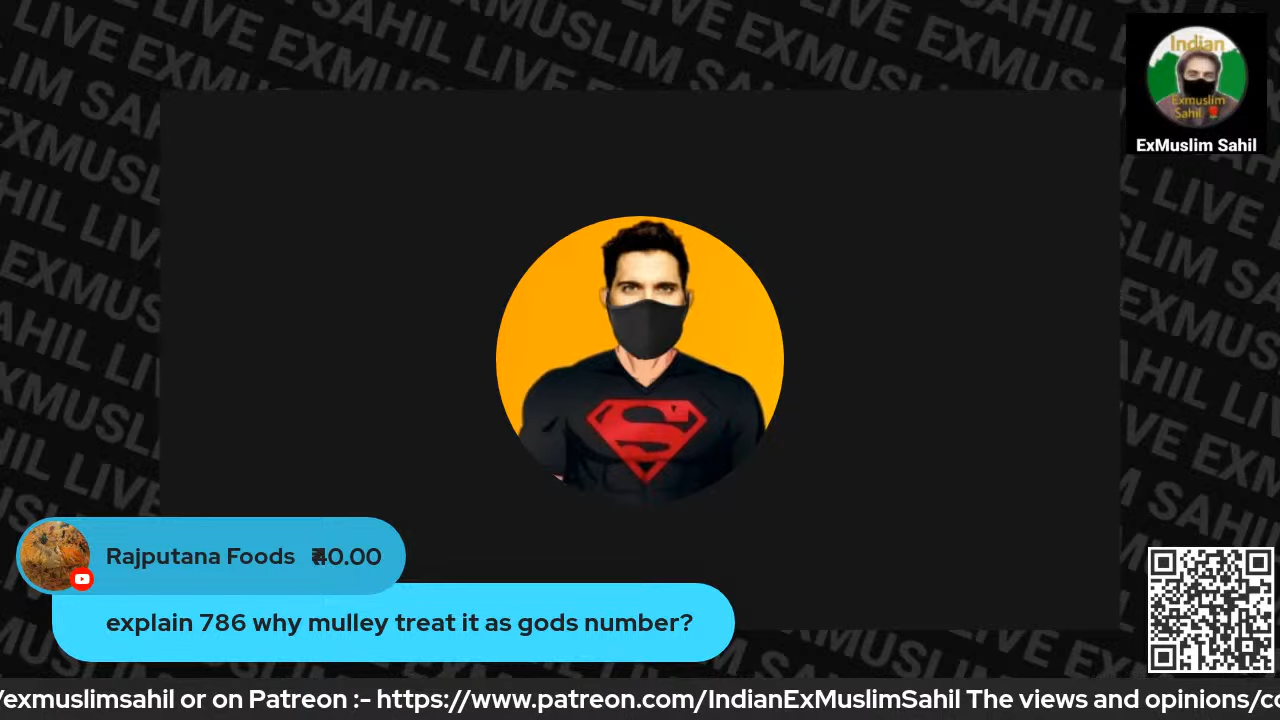 Indian
Exmuslim
Sahil
ExMuslim Sahil
Rajputana Foods ₹40.00
explain 786 why mulley treat it as gods number?
/exmuslimsahil or on Patreon :- https://www.patreon.com/IndianExMuslimSahil The views and opinions/